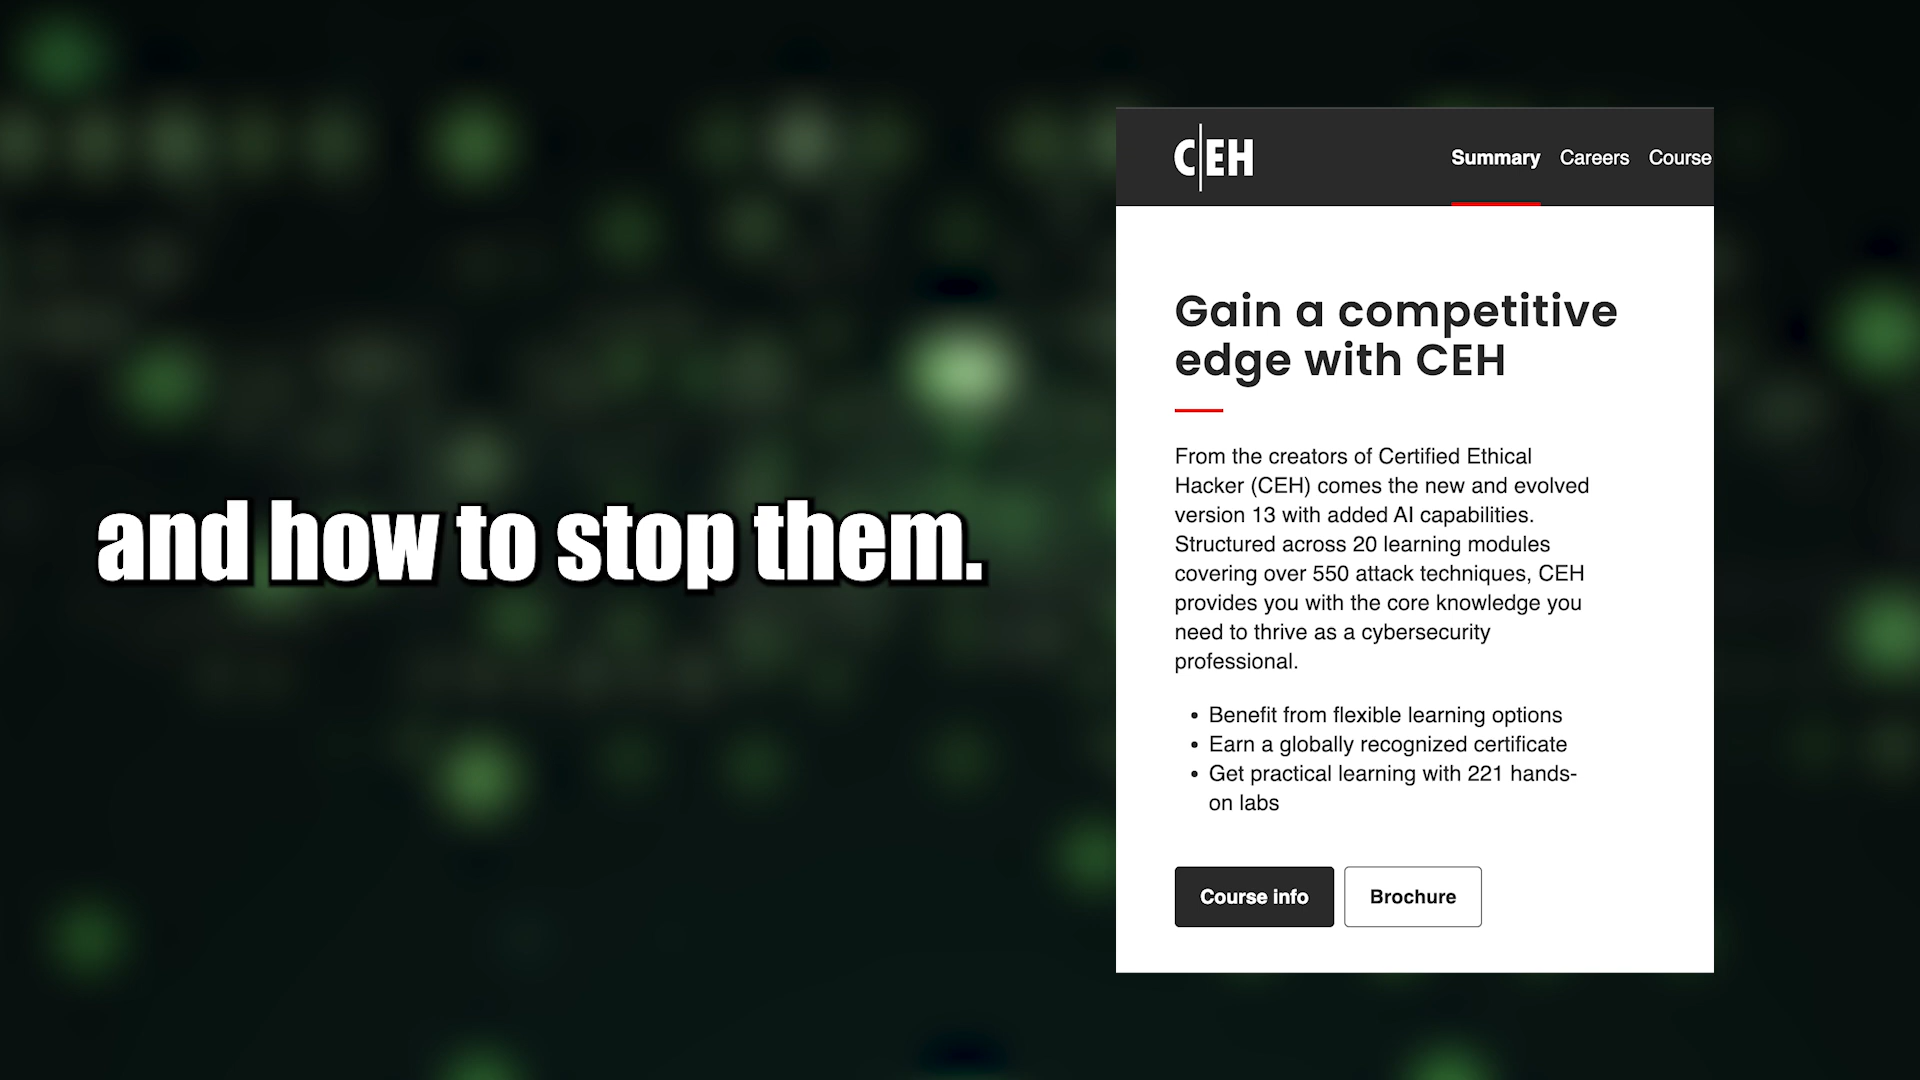 and how to stop them.
C|EH
Summary Careers Course
Gain a competitive
edge with CEH
From the creators of Certified Ethical
Hacker (CEH) comes the new and evolved
version 13 with added AI capabilities.
Structured across 20 learning modules
covering over 550 attack techniques, CEH
provides you with the core knowledge you
need to thrive as a cybersecurity
professional.
• Benefit from flexible learning options
• Earn a globally recognized certificate
• Get practical learning with 221 hands-
on labs
Course info Brochure